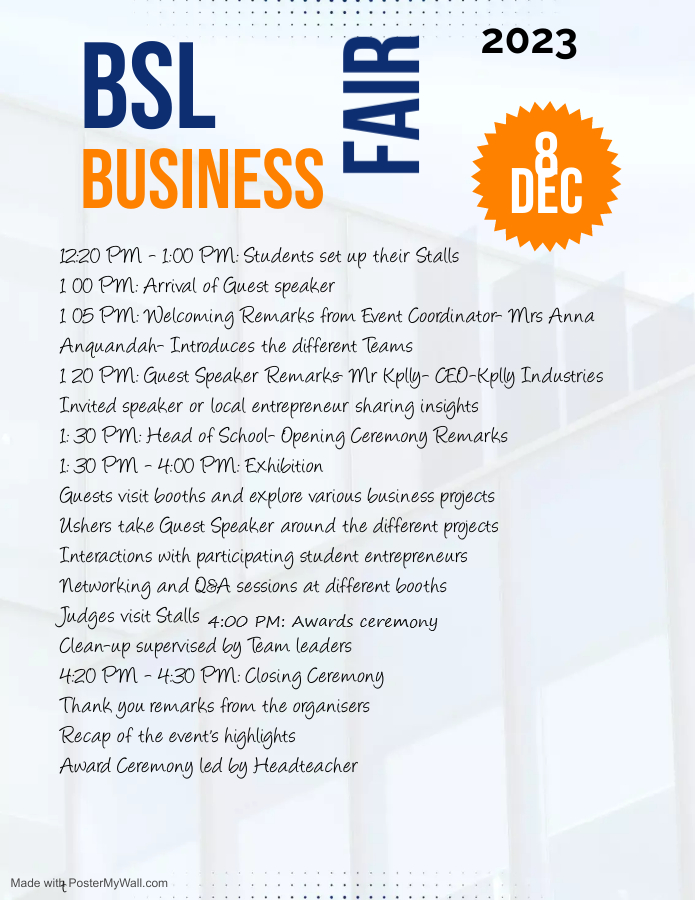 BSL
BUSINESS
FAIR
2023
8
DEC
12:20 PM - 1:00 PM: Students set up their Stalls
1 00 PM: Arrival of Guest speaker
1 05 PM: Welcoming Remarks from Event Coordinator- Mrs Anna
Anquandah- Introduces the different Teams
1 20 PM: Guest Speaker Remarks- Mr Kplly- CEO-Kplly Industries
Invited speaker or local entrepreneur sharing insights
1: 30 PM: Head of School- Opening Ceremony Remarks
1: 30 PM - 4:00 PM: Exhibition
Guests visit booths and explore various business projects
Ushers take Guest Speaker around the different projects
Interactions with participating student entrepreneurs
Networking and Q&A sessions at different booths
Judges visit Stalls 4:00 PM: Awards ceremony
Clean-up supervised by Team leaders
4:20 PM - 4:30 PM: Closing Ceremony
Thank you remarks from the organisers
Recap of the event's highlights
Award Ceremony led by Headteacher
Made with PosterMyWall.com
t